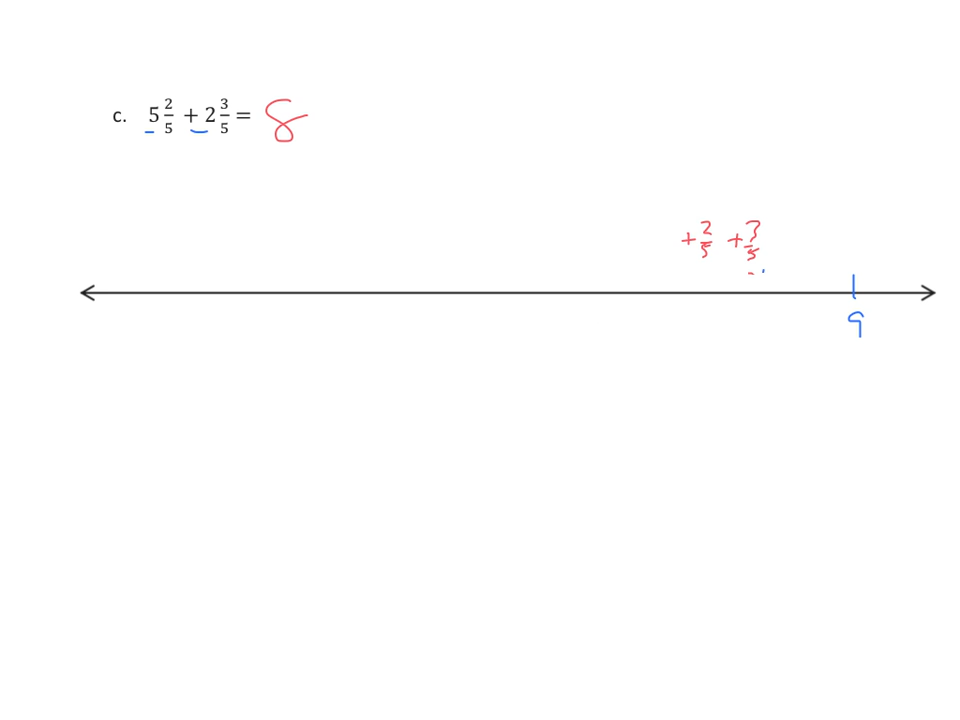 c. 5 2/5 + 2 3/5 = 8
+ 2/5 + 3/5
9